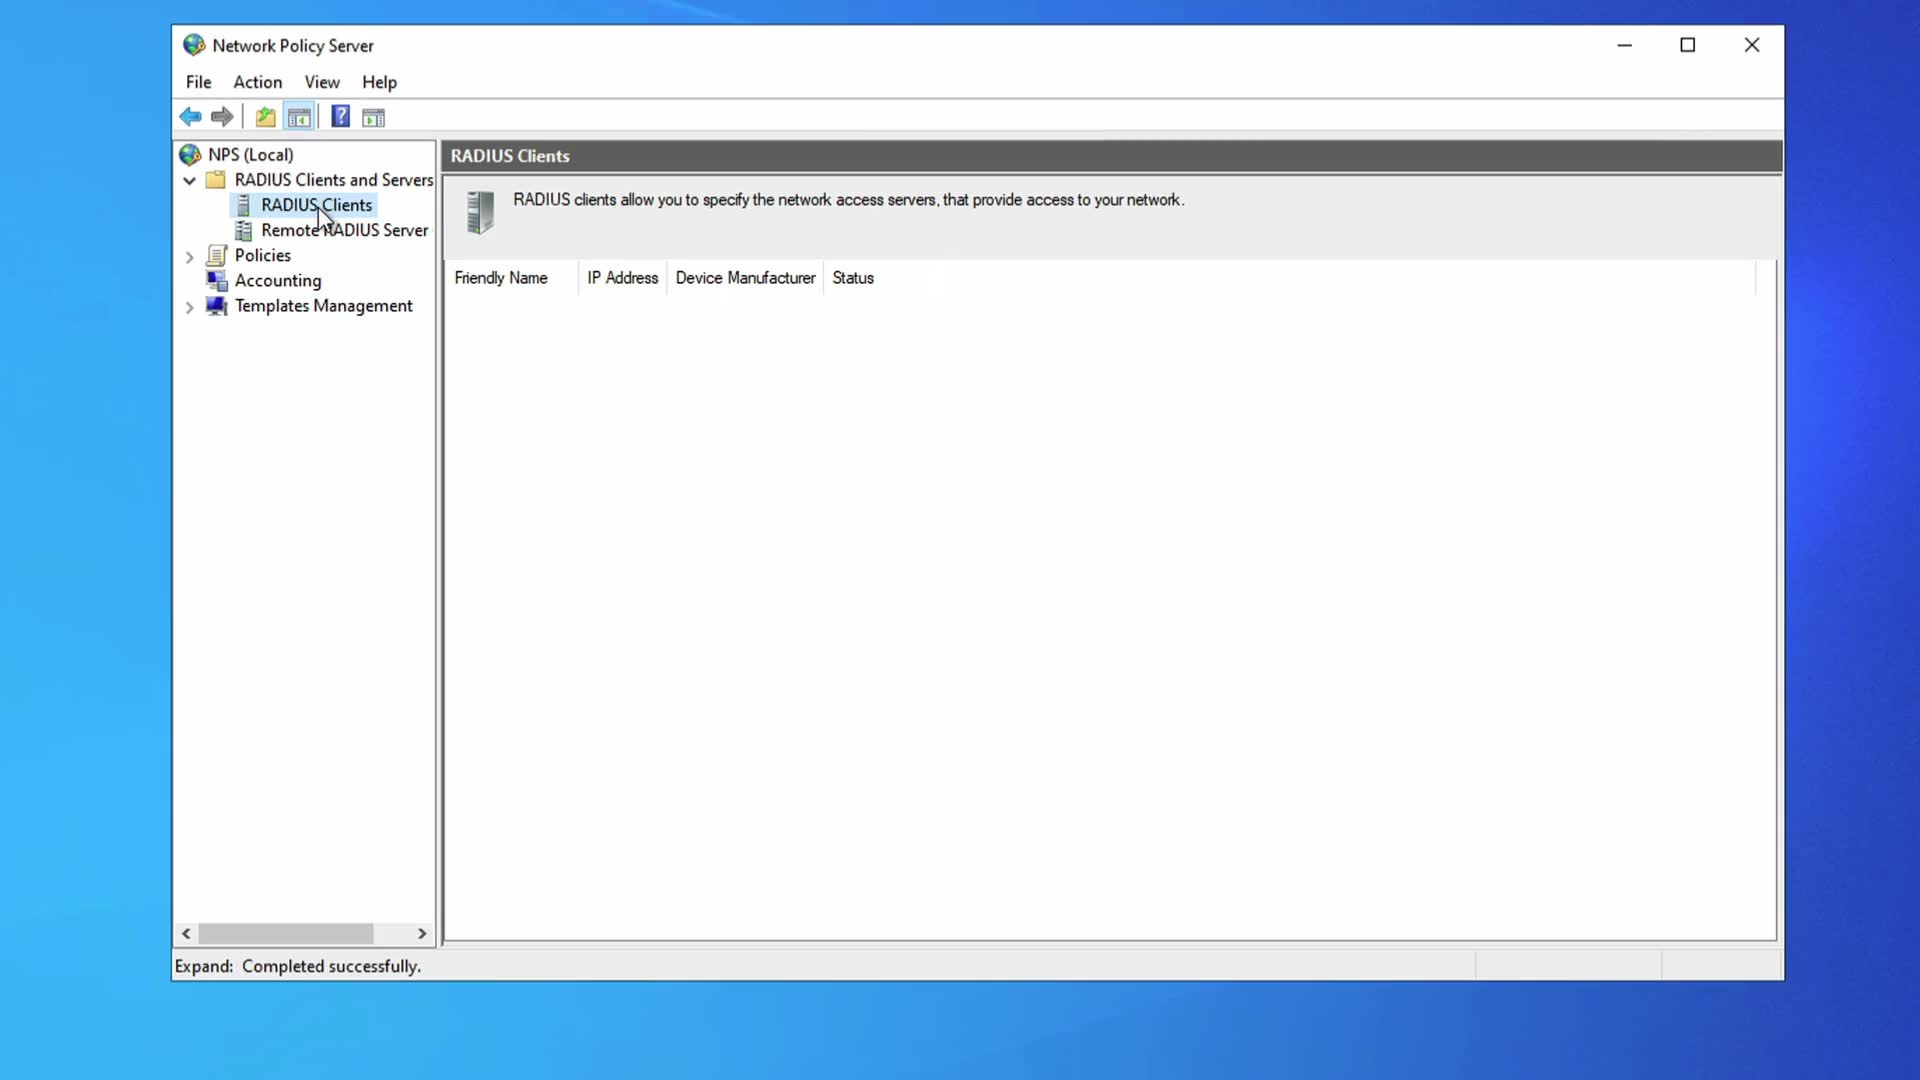 Network Policy Server
File Action View Help
NPS (Local)
RADIUS Clients and Servers
RADIUS Clients
Remote RADIUS Server
Policies
Accounting
Templates Management
RADIUS Clients
RADIUS clients allow you to specify the network access servers, that provide access to your network.
Friendly Name IP Address Device Manufacturer Status
Expand: Completed successfully.